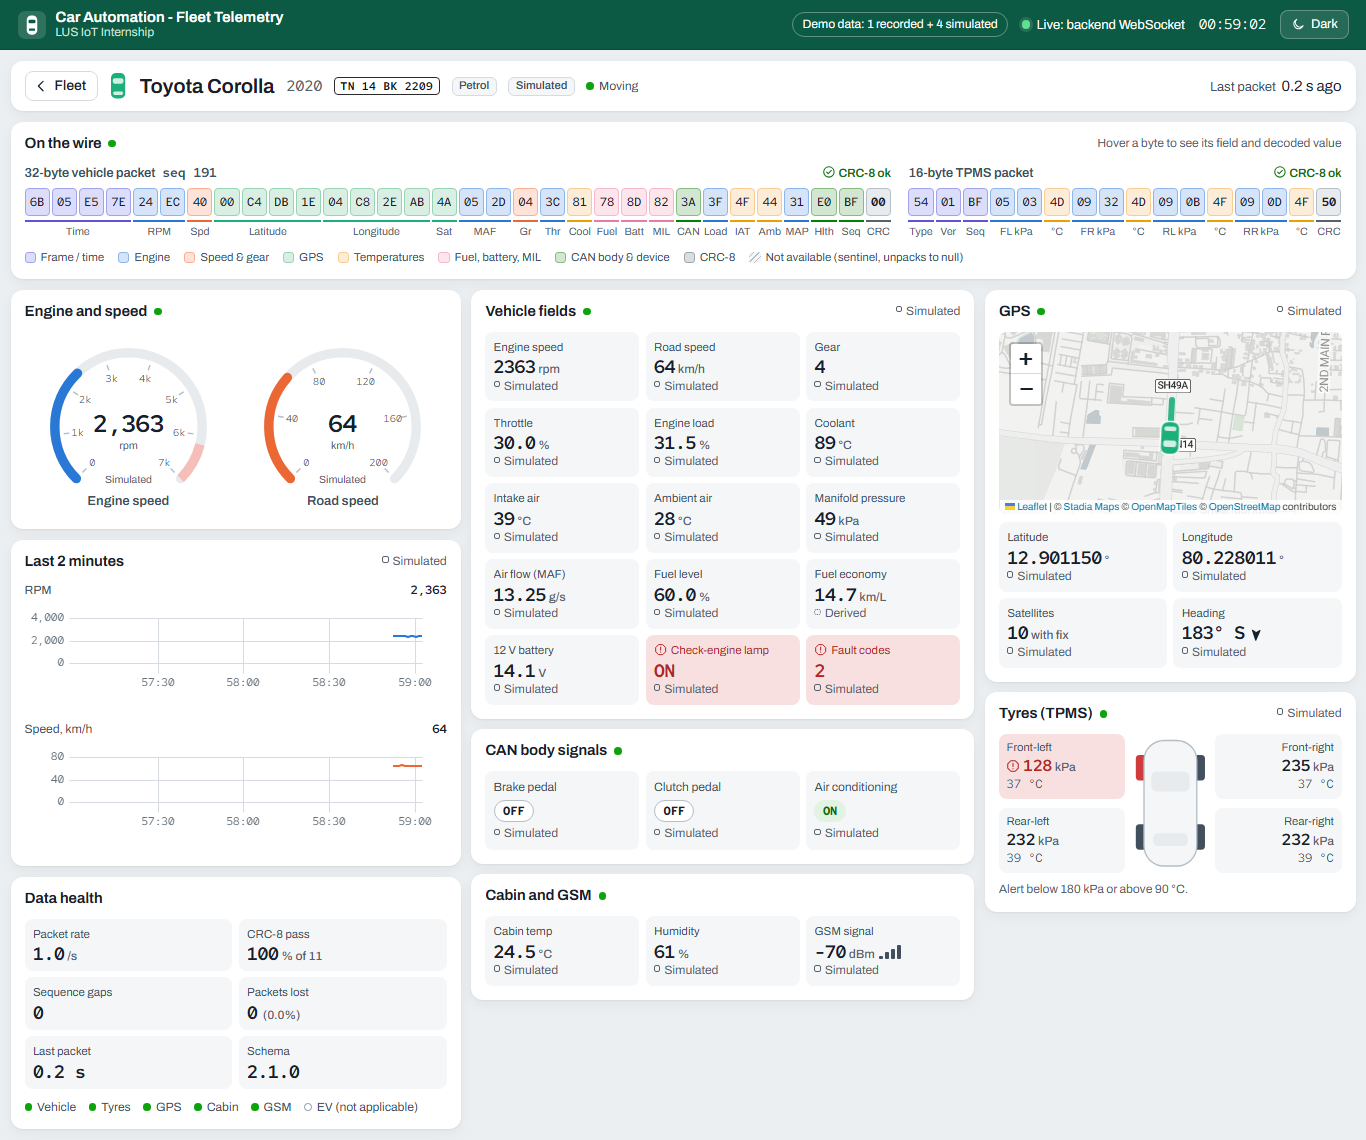 Car Automation - Fleet Telemetry
LUS IoT Internship
Demo data: 1 recorded + 4 simulated
Live: backend WebSocket
00:59:02
Dark
Fleet
Toyota Corolla
2020
TN 14 BK 2209
Petrol
Simulated
Moving
Last packet 0.2 s ago
On the wire
Hover a byte to see its field and decoded value
32-byte vehicle packet seq 191
CRC-8 ok
6B 05 E5 7E 24 EC 40 00 C4 DB 1E 04 C8 2E AB 4A 05 2D 04 3C 81 78 8D 82 3A 3F 4F 44 31 E0 BF 00
Time RPM Spd Latitude Longitude Sat MAF Gr Thr Cool Fuel Batt MIL CAN Load IAT Amb MAP Hlth Seq CRC
16-byte TPMS packet
CRC-8 ok
54 01 BF 05 03 4D 09 32 4D 09 0B 4F 09 0D 4F 50
Type Ver Seq FL kPa °C FR kPa °C RL kPa °C RR kPa °C CRC
Frame / time Engine Speed & gear GPS Temperatures Fuel, battery, MIL CAN body & device CRC-8 Not available (sentinel, unpacks to null)
Engine and speed
0 1k 2k 3k 4k 5k 6k 7k
2,363
rpm
Simulated
Engine speed
0 40 80 120 160 200
64
km/h
Simulated
Road speed
Last 2 minutes
Simulated
RPM
2,363
4,000
2,000
0
57:30 58:00 58:30 59:00
Speed, km/h
64
80
40
0
57:30 58:00 58:30 59:00
Data health
Packet rate
1.0 /s
CRC-8 pass
100 % of 11
Sequence gaps
0
Packets lost
0 (0.0%)
Last packet
0.2 s
Schema
2.1.0
Vehicle Tyres GPS Cabin GSM EV (not applicable)
Vehicle fields
Simulated
Engine speed
2363 rpm
Simulated
Road speed
64 km/h
Simulated
Gear
4
Simulated
Throttle
30.0 %
Simulated
Engine load
31.5 %
Simulated
Coolant
89 °C
Simulated
Intake air
39 °C
Simulated
Ambient air
28 °C
Simulated
Manifold pressure
49 kPa
Simulated
Air flow (MAF)
13.25 g/s
Simulated
Fuel level
60.0 %
Simulated
Fuel economy
14.7 km/L
Derived
12 V battery
14.1 V
Simulated
Check-engine lamp
ON
Simulated
Fault codes
2
Simulated
CAN body signals
Brake pedal
OFF
Simulated
Clutch pedal
OFF
Simulated
Air conditioning
ON
Simulated
Cabin and GSM
Cabin temp
24.5 °C
Simulated
Humidity
61 %
Simulated
GSM signal
-70 dBm
Simulated
GPS
Simulated
+
−
SH49A
2ND MAIN
Leaflet | © Stadia Maps © OpenMapTiles © OpenStreetMap contributors
Latitude
12.901150 °
Simulated
Longitude
80.228011 °
Simulated
Satellites
10 with fix
Simulated
Heading
183° S
Simulated
Tyres (TPMS)
Simulated
Front-left
128 kPa
37 °C
Front-right
235 kPa
37 °C
Rear-left
232 kPa
39 °C
Rear-right
232 kPa
39 °C
Alert below 180 kPa or above 90 °C.